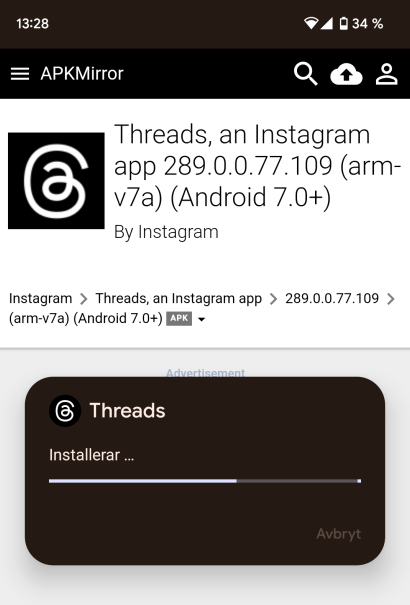 13:28
34 %
APKMirror
Threads, an Instagram
app 289.0.0.77.109 (arm-
v7a) (Android 7.0+)
By Instagram
Instagram > Threads, an Instagram app > 289.0.0.77.109 >
(arm-v7a) (Android 7.0+) APK
Advertisement
Threads
Installerar ...
Avbryt